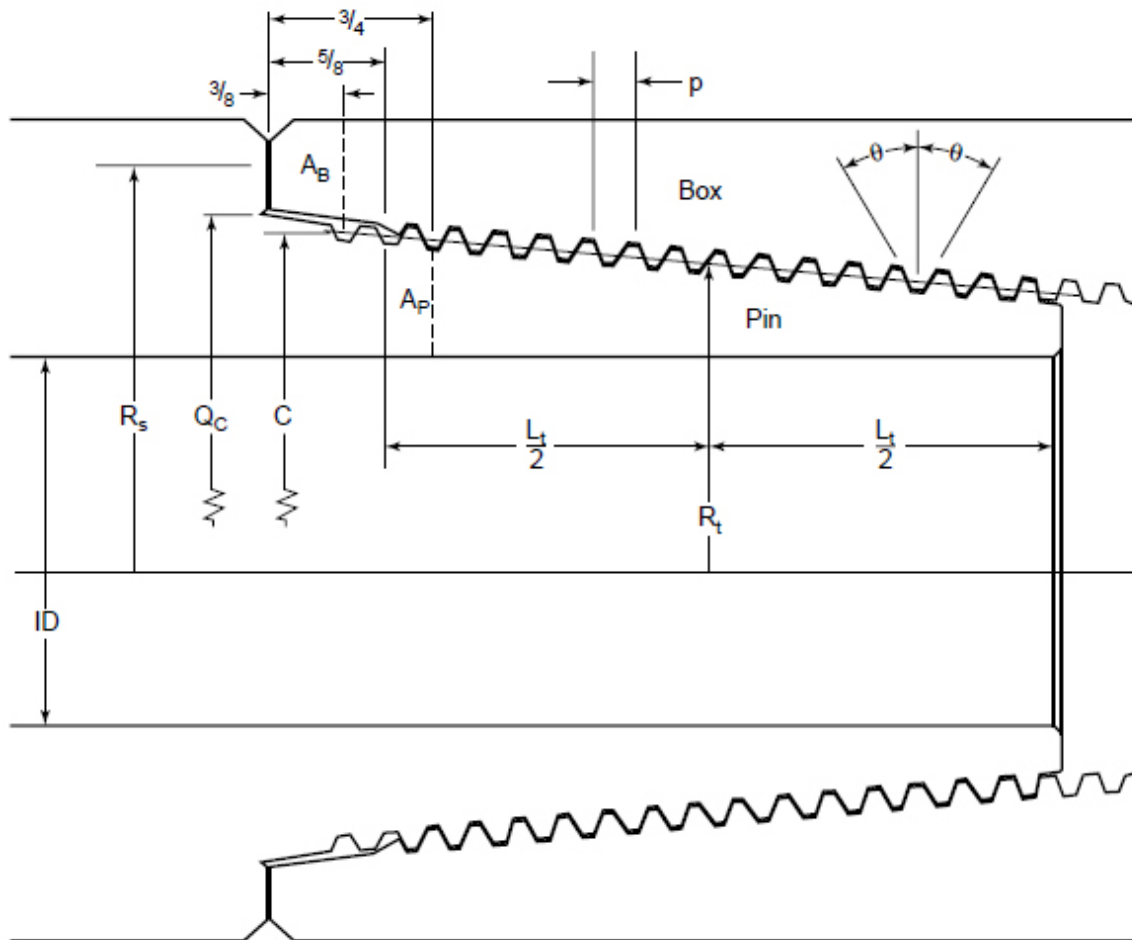 3/4
5/8
3/8
p
θ θ
A_B
Box
A_P
Pin
R_s
Q_C
C
L_t/2
L_t/2
R_t
ID